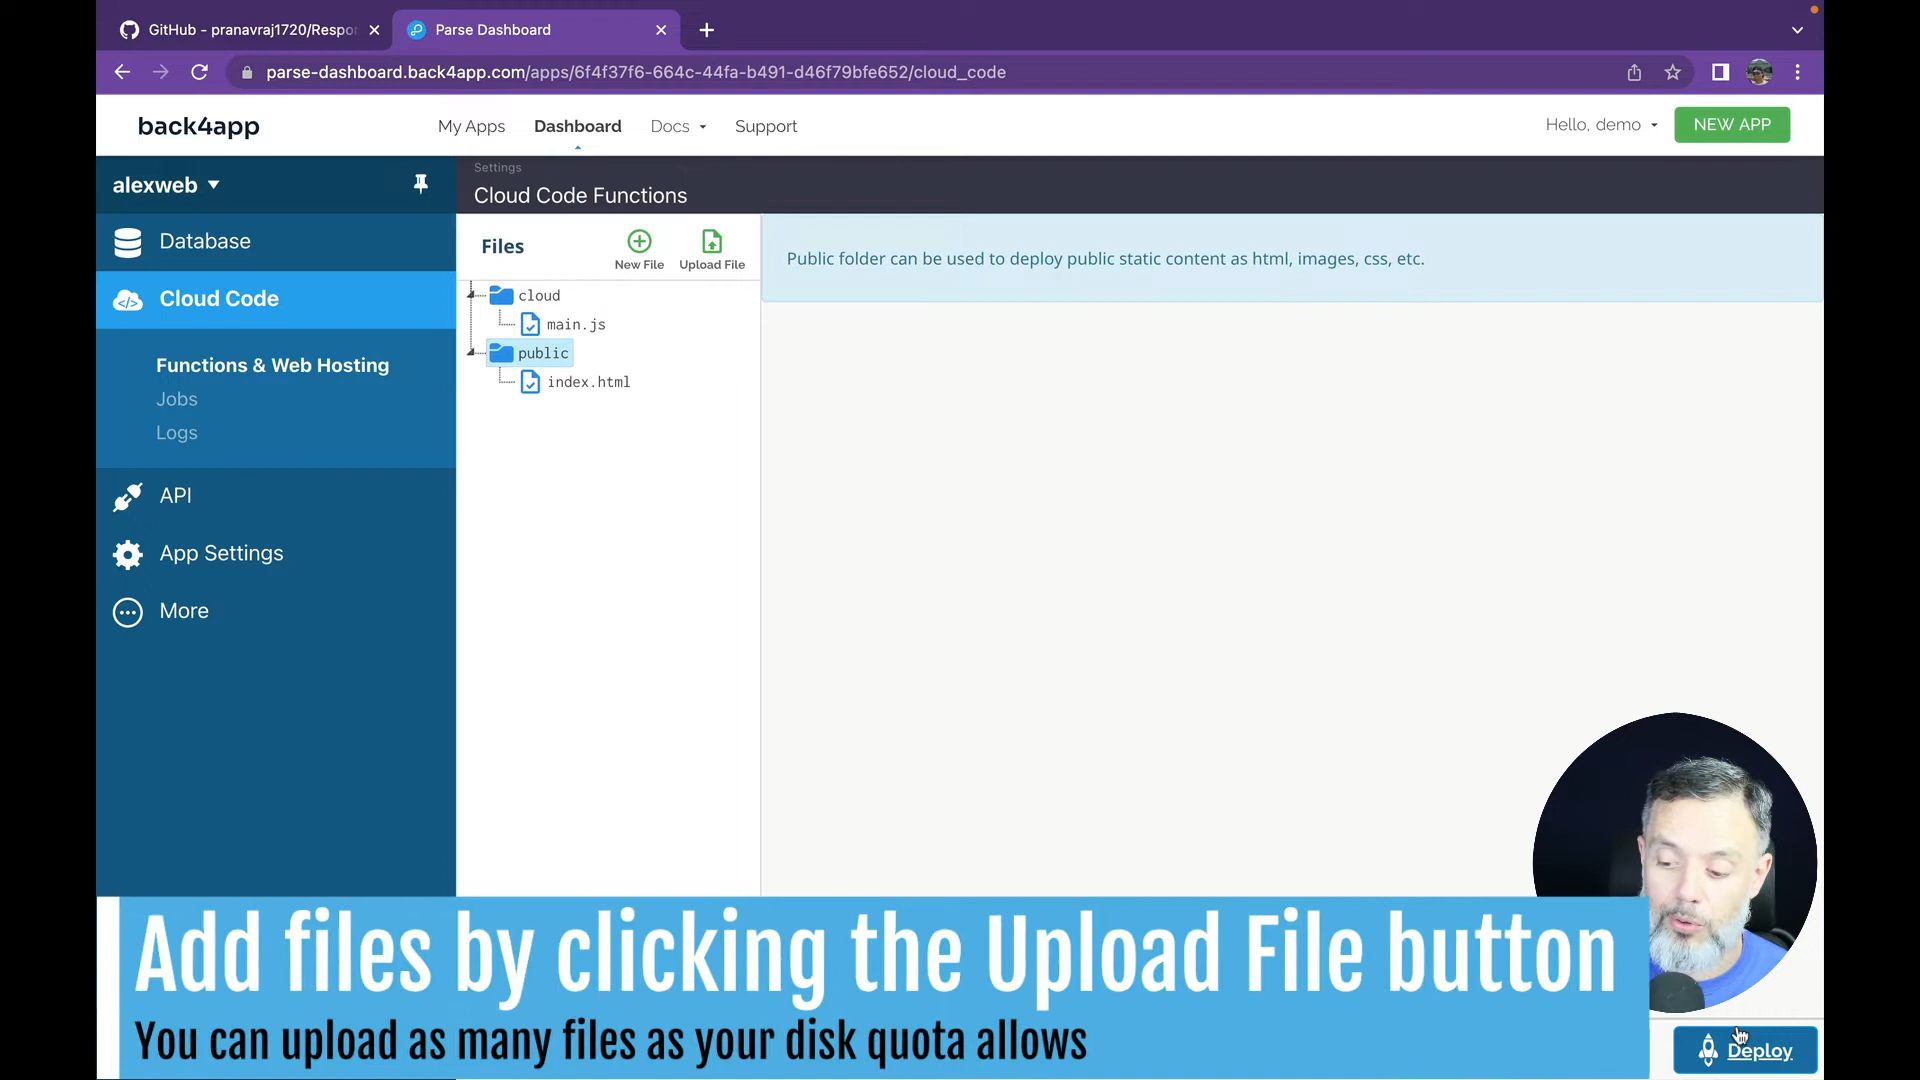 GitHub - pranavraj1720/Respon
Parse Dashboard
parse-dashboard.back4app.com/apps/6f4f37f6-664c-44fa-b491-d46f79bfe652/cloud_code
back4app
My Apps
Dashboard
Docs
Support
Hello, demo
NEW APP
alexweb
Database
Cloud Code
Functions & Web Hosting
Jobs
Logs
API
App Settings
More
Settings
Cloud Code Functions
Files
New File
Upload File
cloud
main.js
public
index.html
Public folder can be used to deploy public static content as html, images, css, etc.
Add files by clicking the Upload File button
You can upload as many files as your disk quota allows
Deploy